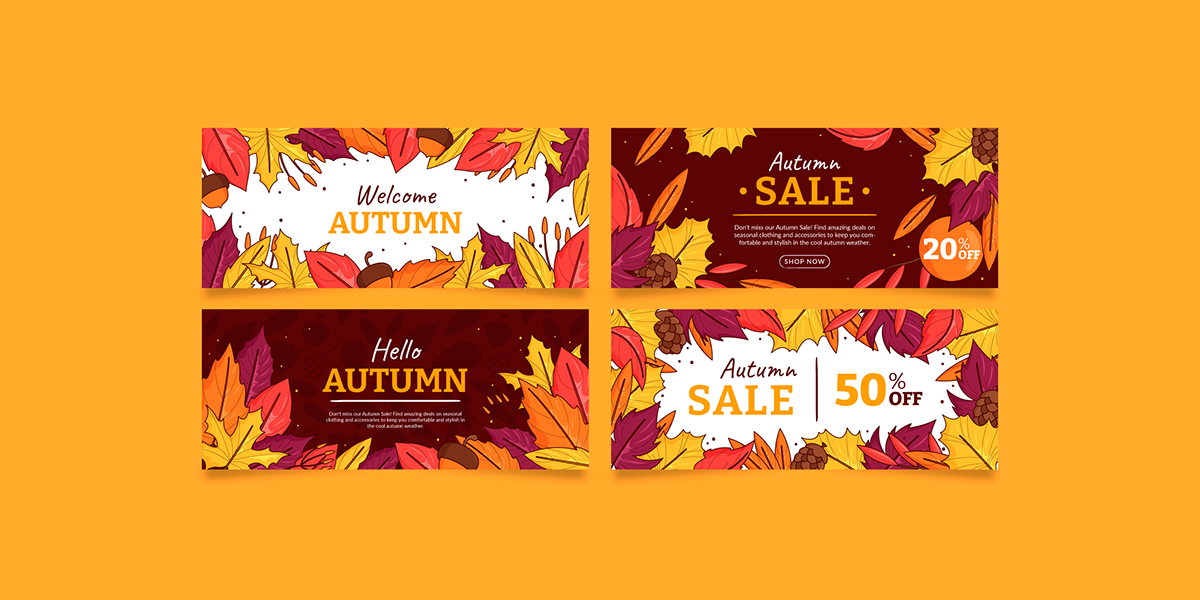 Welcome
AUTUMN
Autumn
• SALE •
Don't miss our Autumn Sale! Find amazing deals on
seasonal clothing and accessories to keep you com-
fortable and stylish in the cool autumn weather.
SHOP NOW
20% OFF
Hello
AUTUMN
Don't miss our Autumn Sale! Find amazing deals on seasonal
clothing and accessories to keep you comfortable and stylish in
the cool autumn weather.
Autumn
SALE
50% OFF